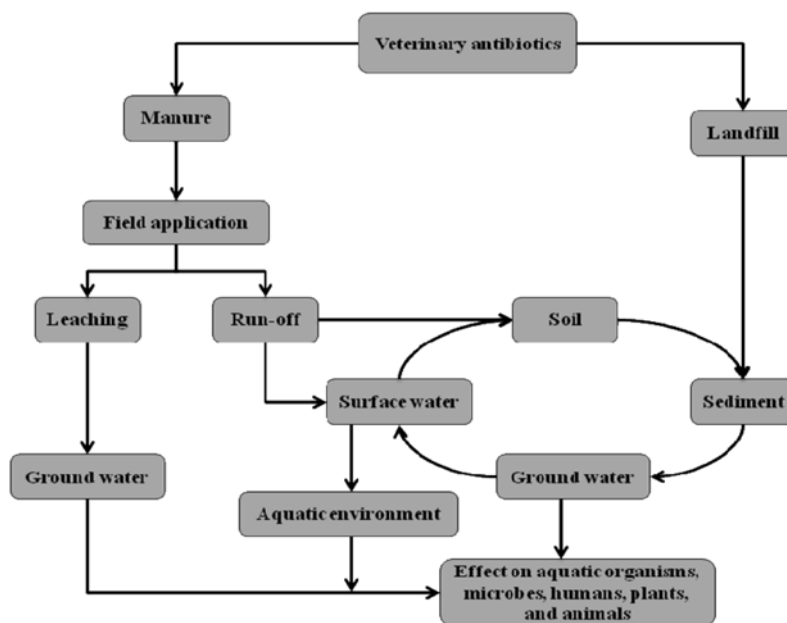 Veterinary antibiotics
Manure
Landfill
Field application
Leaching
Run-off
Soil
Surface water
Sediment
Ground water
Ground water
Aquatic environment
Effect on aquatic organisms,
microbes, humans, plants,
and animals